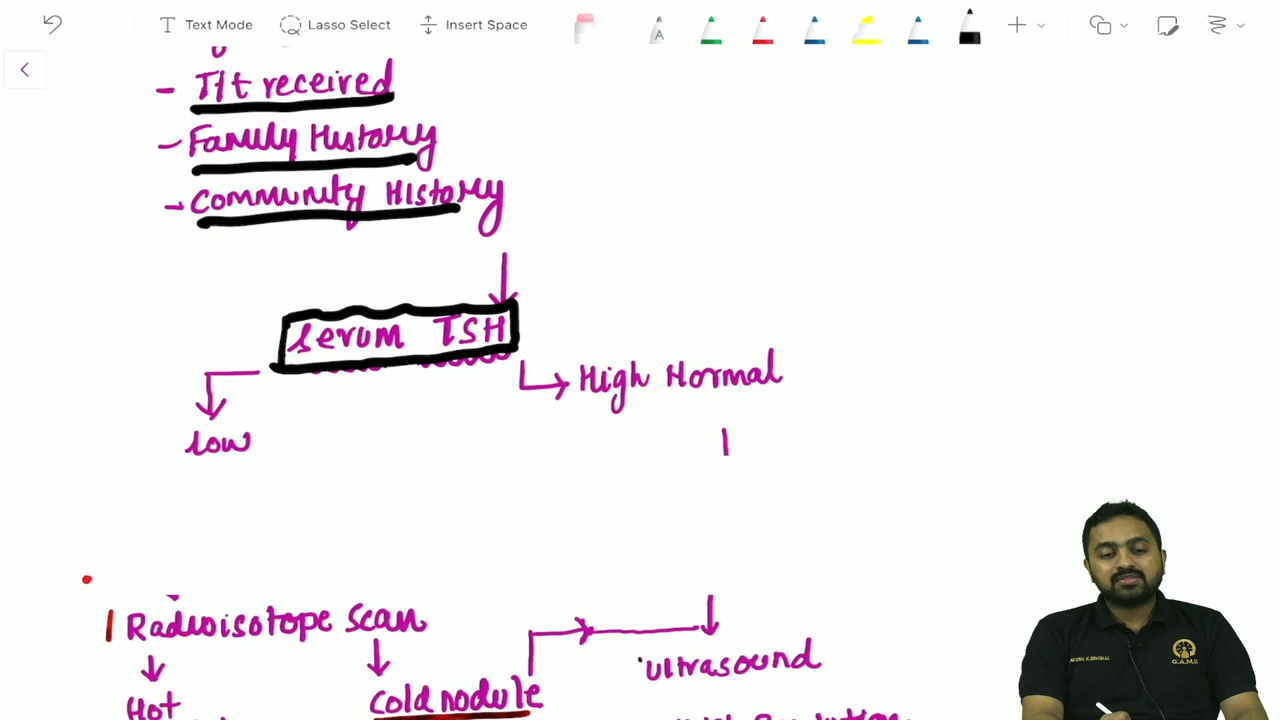 Text Mode
Lasso Select
Insert Space
A
- T/t received
- Family History
- Community History
Serum TSH
High Normal
low
Radioisotope scan
ultrasound
Hot
Cold nodule
G.A.M.E